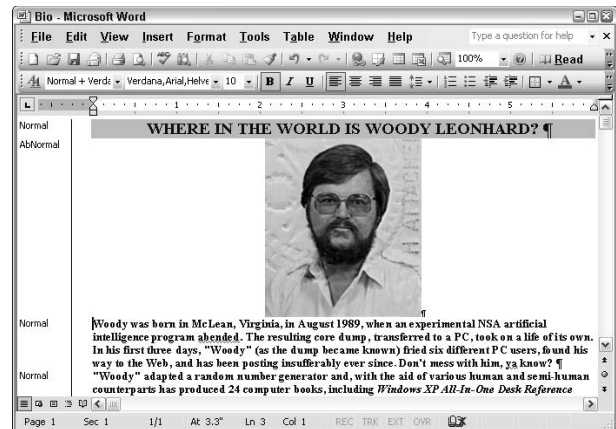 Bio - Microsoft Word
File Edit View Insert Format Tools Table Window Help Type a question for help
100% Read
Normal + Verda Verdana,Arial,Helve 10 B I U A
1 2 3 4 5
Normal WHERE IN THE WORLD IS WOODY LEONHARD? ¶
AbNormal
¶
Normal Woody was born in McLean, Virginia, in August 1989, when an experimental NSA artificial
intelligence program abended. The resulting core dump, transferred to a PC, took on a life of its own.
In his first three days, "Woody" (as the dump became known) fried six different PC users, found his
way to the Web, and has been posting insufferably ever since. Don't mess with him, ya know? ¶
Normal "Woody" adapted a random number generator and, with the aid of various human and semi-human
counterparts has produced 24 computer books, including Windows XP All-In-One Desk Reference
Page 1 Sec 1 1/1 At 3.3" Ln 3 Col 1 REC TRK EXT OVR